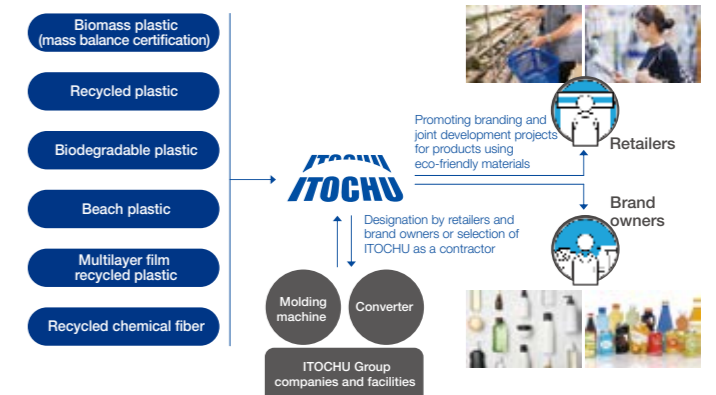 Biomass plastic
(mass balance certification)
Recycled plastic
Biodegradable plastic
Beach plastic
Multilayer film
recycled plastic
Recycled chemical fiber
ITOCHU
ITOCHU
Promoting branding and
joint development projects
for products using
eco-friendly materials
Retailers
Brand
owners
Designation by retailers and
brand owners or selection of
ITOCHU as a contractor
Molding
machine
Converter
ITOCHU Group
companies and facilities